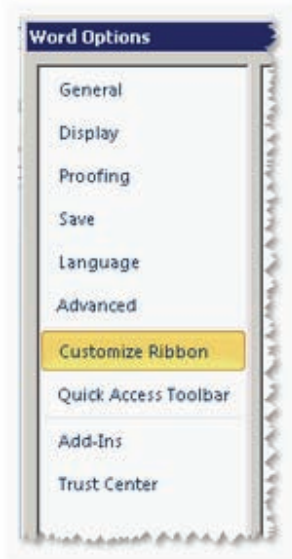 Word Options
General
Display
Proofing
Save
Language
Advanced
Customize Ribbon
Quick Access Toolbar
Add-Ins
Trust Center